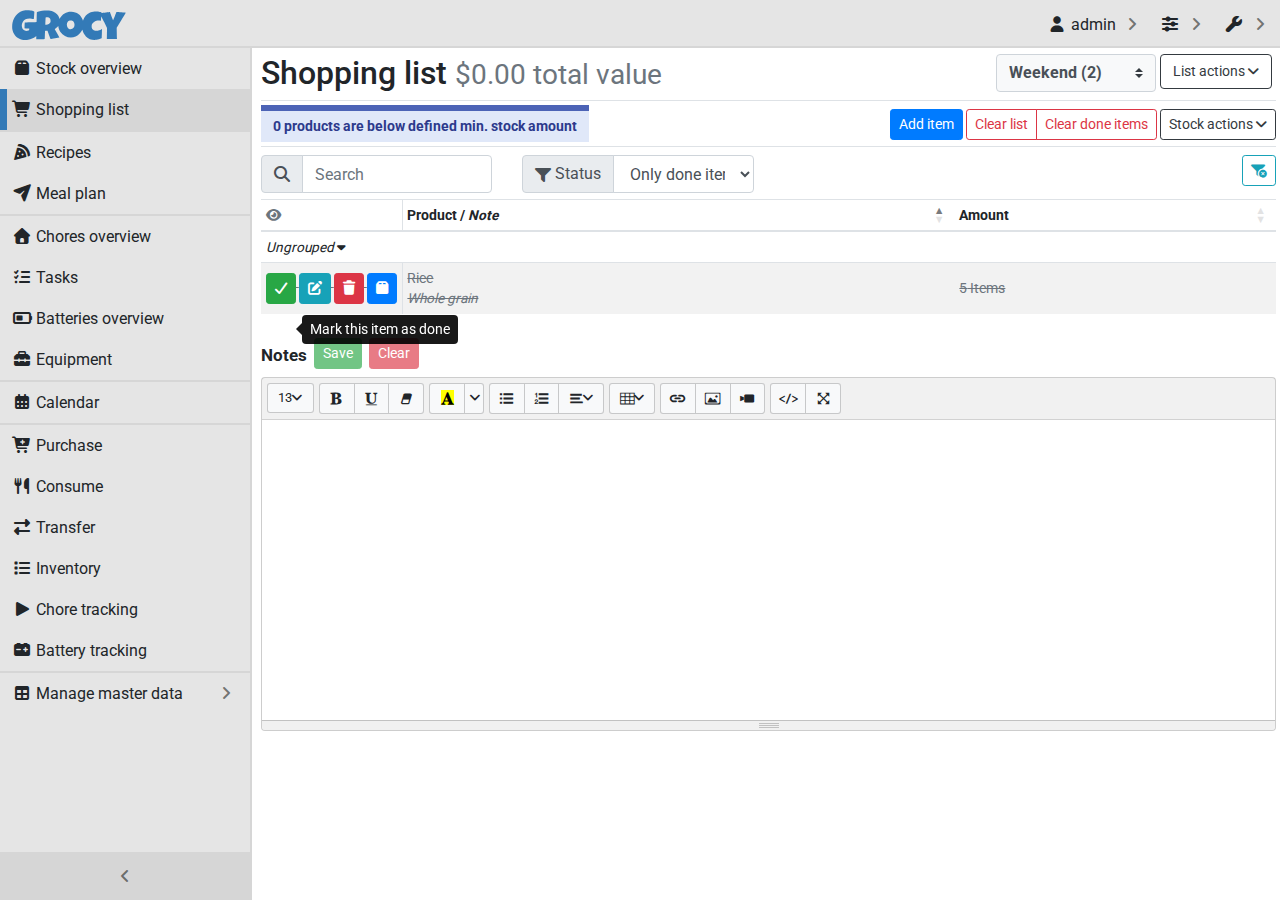 GROCY
admin
Stock overview
Shopping list
Recipes
Meal plan
Chores overview
Tasks
Batteries overview
Equipment
Calendar
Purchase
Consume
Transfer
Inventory
Chore tracking
Battery tracking
Manage master data
Shopping list $0.00 total value
Weekend (2)
List actions
0 products are below defined min. stock amount
Add item
Clear list
Clear done items
Stock actions
Search
Status
Only done iter
Product / Note
Amount
Ungrouped
Rice
Whole grain
5 Items
Mark this item as done
Notes
Save
Clear
13
B
U
A
</>